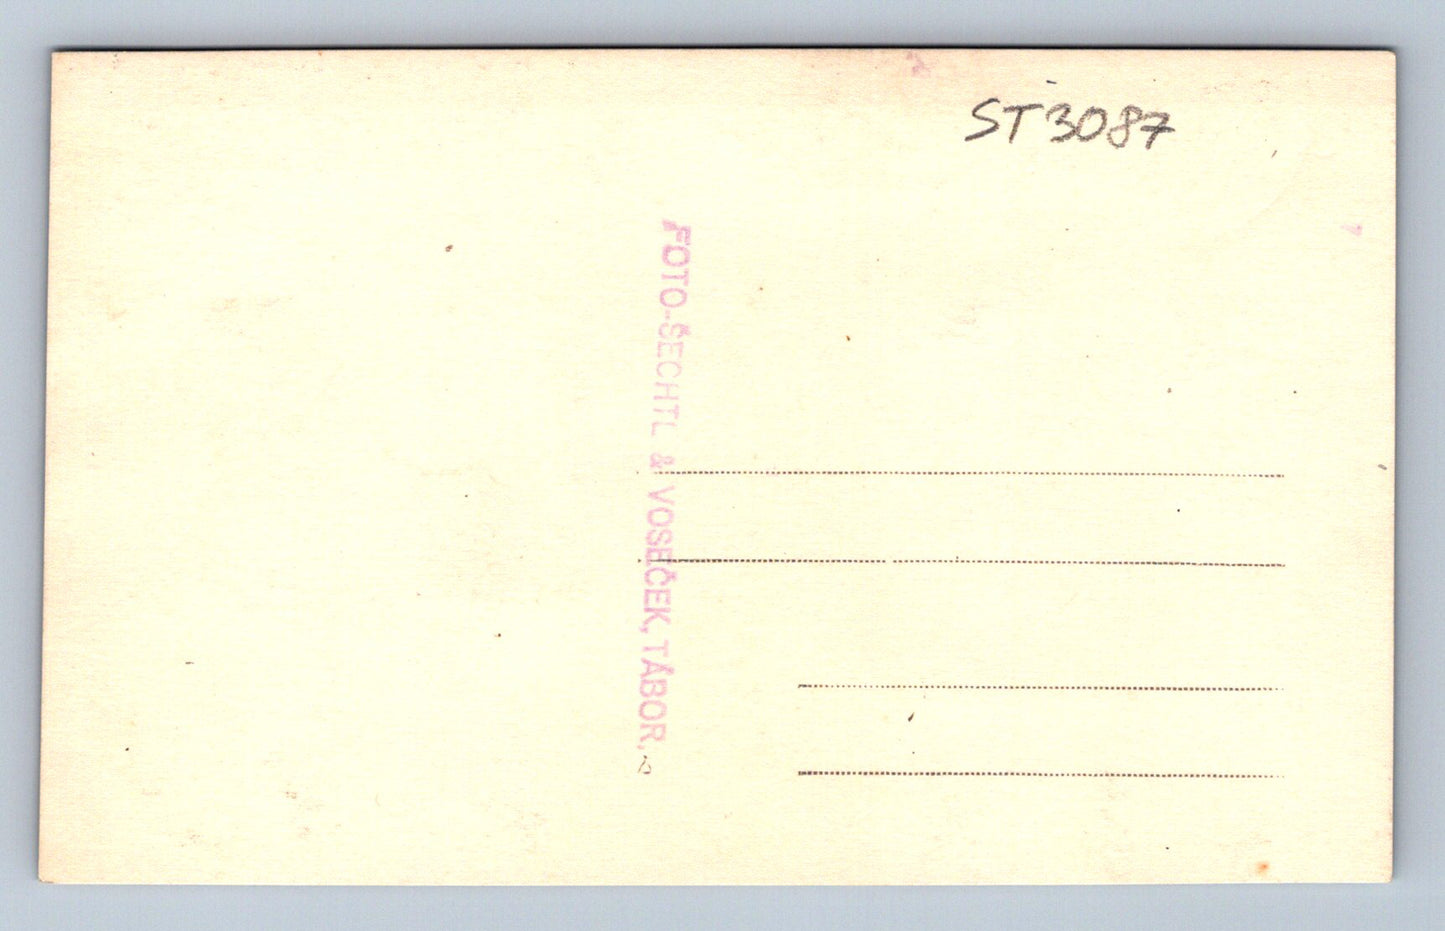 ST3087
FOTO-ŠECHTL & VOSEČEK, TÁBOR.